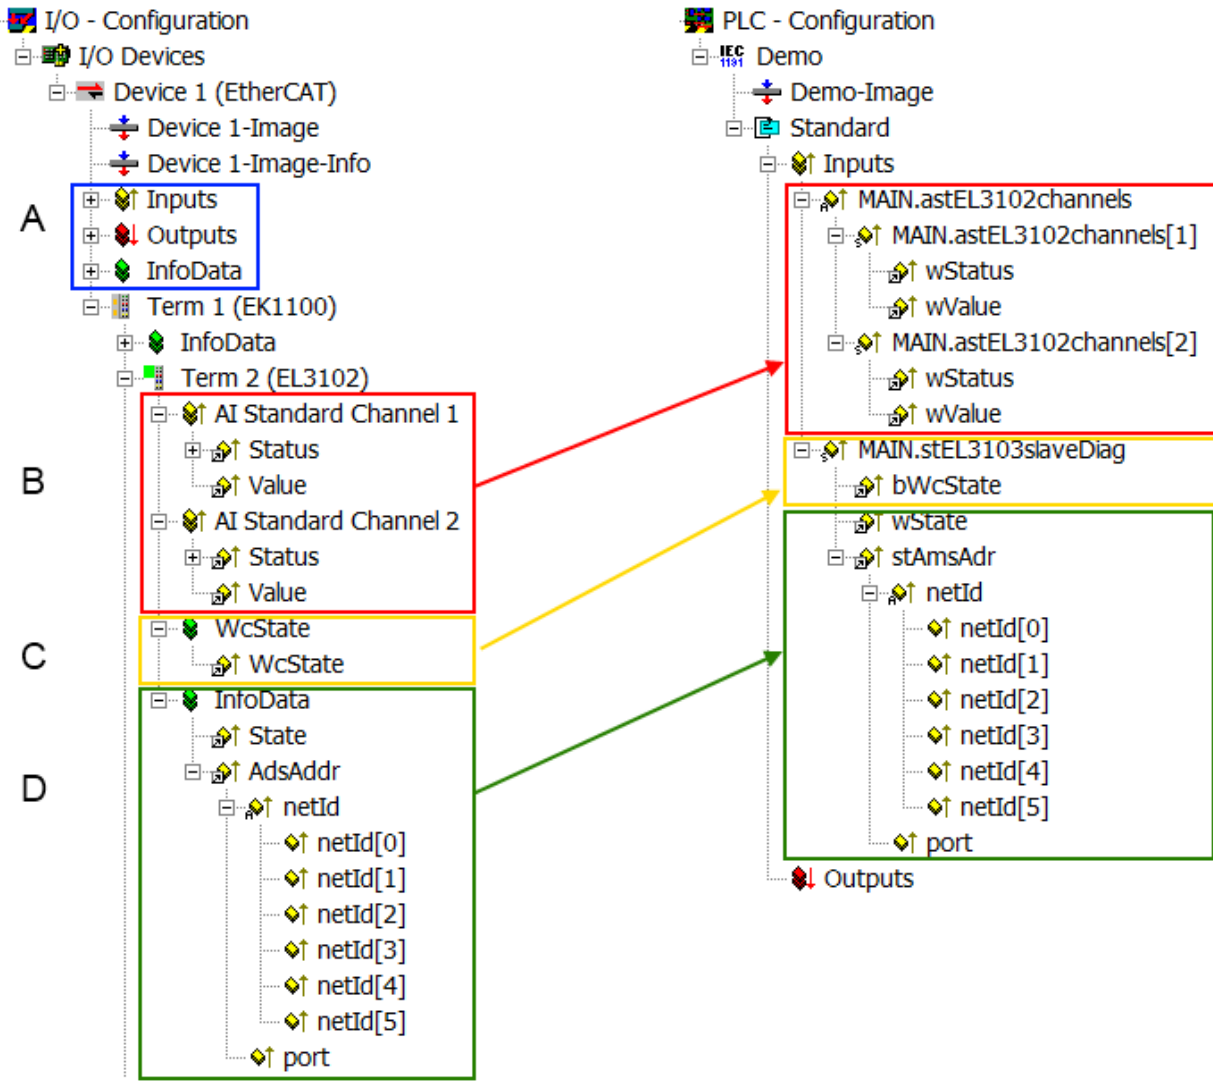 I/O - Configuration
I/O Devices
Device 1 (EtherCAT)
Device 1-Image
Device 1-Image-Info
A
Inputs
Outputs
InfoData
Term 1 (EK1100)
InfoData
Term 2 (EL3102)
B
AI Standard Channel 1
Status
Value
AI Standard Channel 2
Status
Value
C
WcState
WcState
D
InfoData
State
AdsAddr
netId
netId[0]
netId[1]
netId[2]
netId[3]
netId[4]
netId[5]
port
PLC - Configuration
IEC
1131
Demo
Demo-Image
Standard
Inputs
MAIN.astEL3102channels
MAIN.astEL3102channels[1]
wStatus
wValue
MAIN.astEL3102channels[2]
wStatus
wValue
MAIN.stEL3103slaveDiag
bWcState
wState
stAmsAdr
netId
netId[0]
netId[1]
netId[2]
netId[3]
netId[4]
netId[5]
port
Outputs